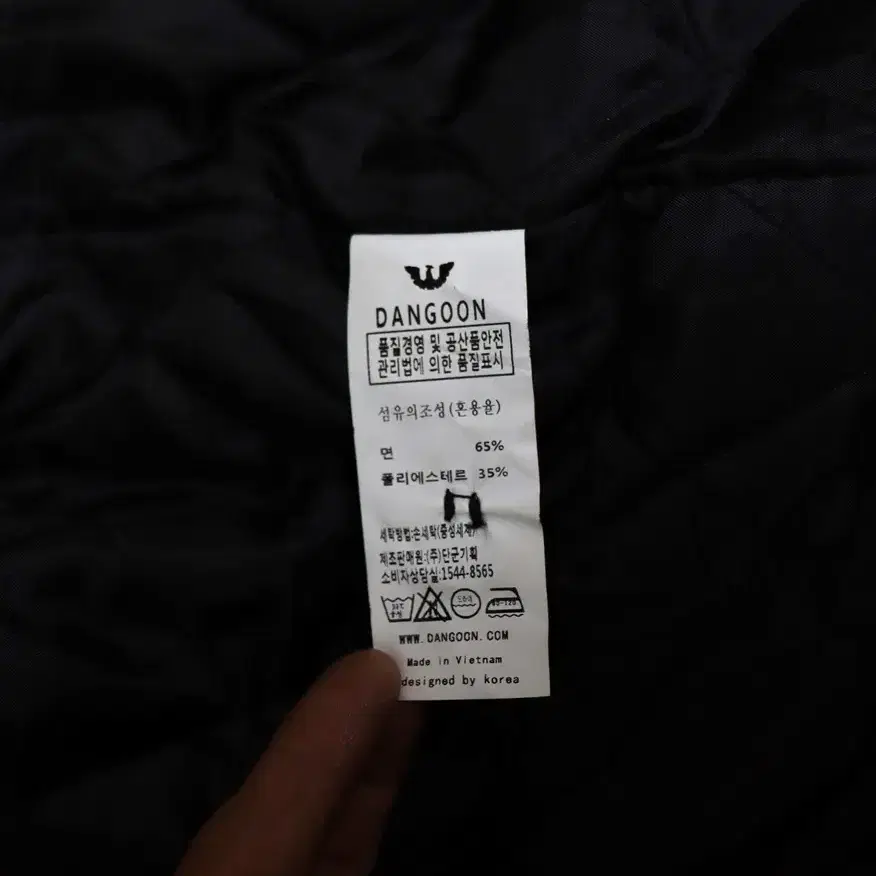 DANGOON
품질경영 및 공산품안전
관리법에 의한 품질표시
섬유의조성(혼용율)
면 65%
폴리에스테르 35%
세탁방법:손세탁(중성세제)
제조판매원:(주)단군기획
소비자상담실:1544-8565
WWW.DANGOON.COM
Made in Vietnam
designed by korea